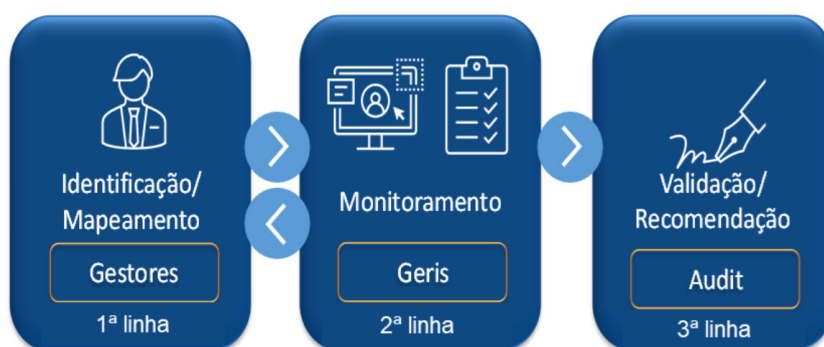 Identificação/
Mapeamento
Gestores
1ª linha
Monitoramento
Geris
2ª linha
Validação/
Recomendação
Audit
3ª linha